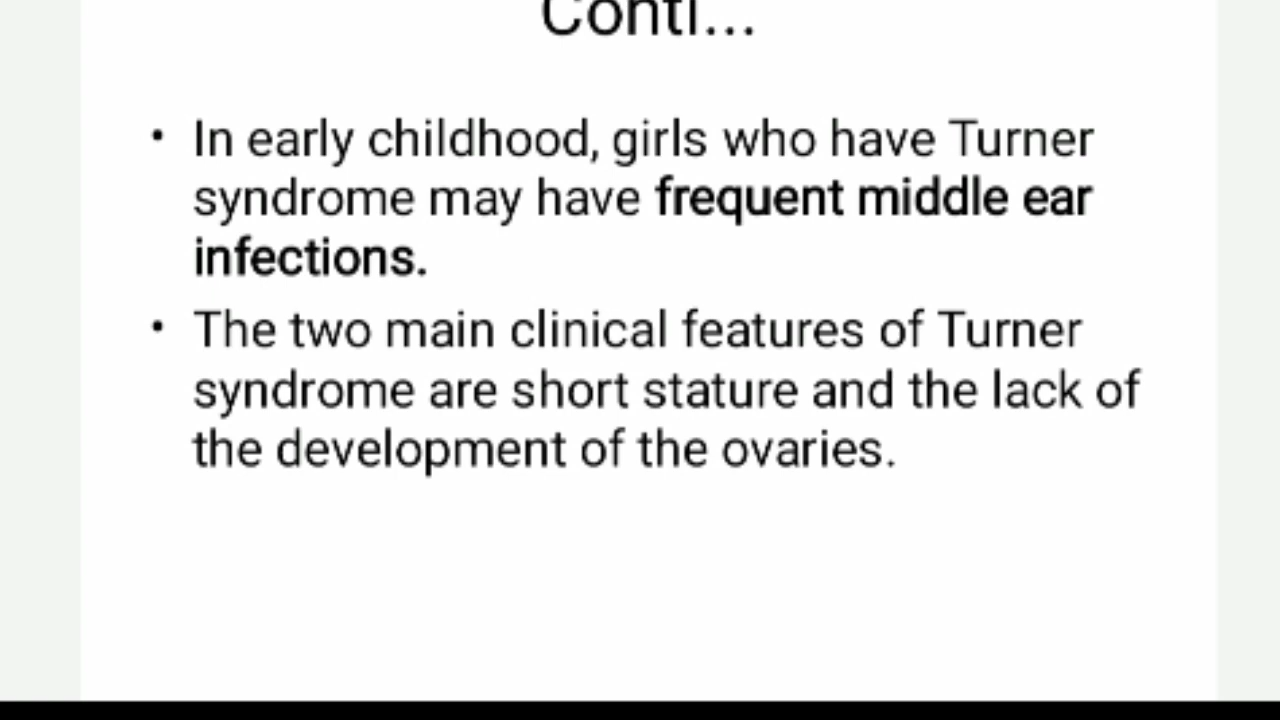 Conti...
• In early childhood, girls who have Turner
syndrome may have frequent middle ear
infections.
• The two main clinical features of Turner
syndrome are short stature and the lack of
the development of the ovaries.